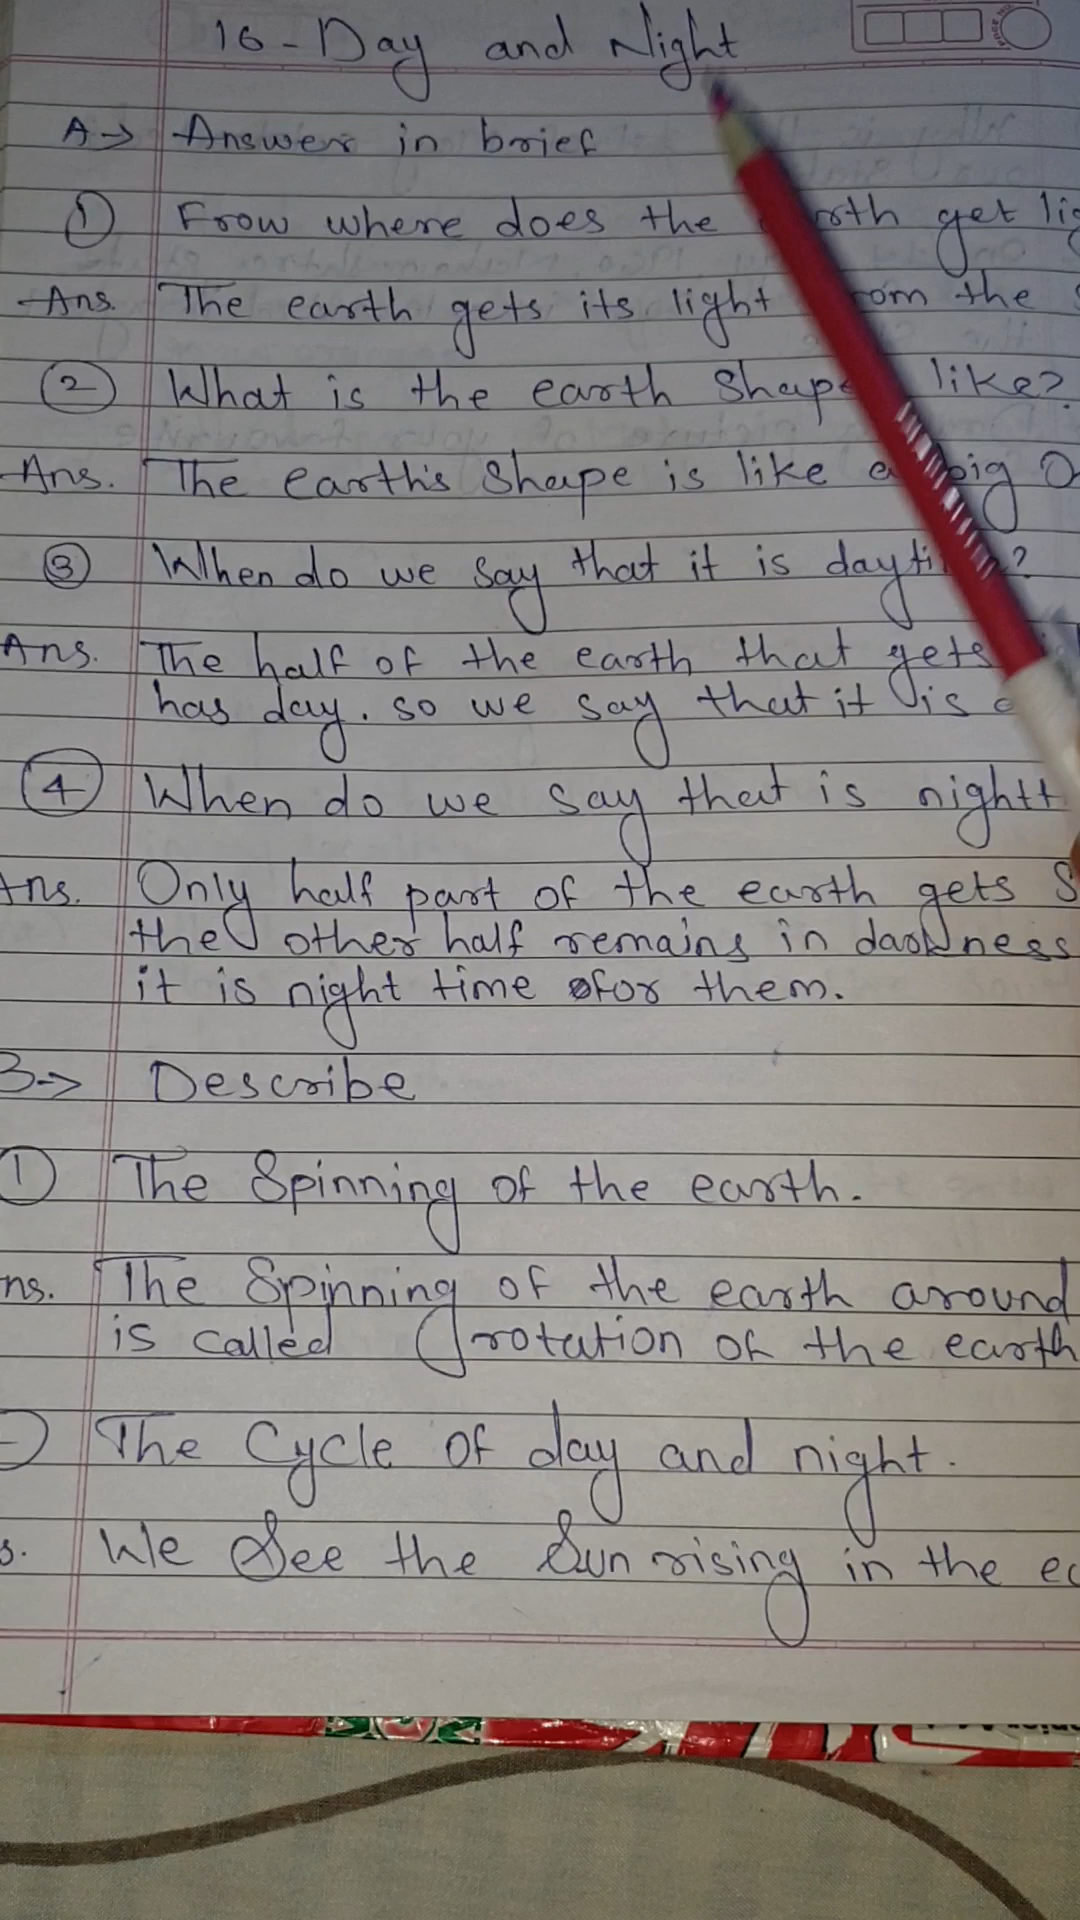 16 - Day and Night
A-> Answer in brief
① Frow where does the get
Ans. The earth gets its light from the
② What is the earth Shape like?
Ans. The earth's Shape is like a big
③ When do we say that it is daytime?
Ans. The half of the earth that gets
has day. so we say that it is
④ When do we say that is
Ans. Only half part of the earth gets
the other half remains in darkness
it is night time for them.
B-> Describe
① The Spinning of the earth.
Ans. The Spinning of the earth around
is called rotation of the earth
The Cycle of day and night.
We See the Sun rising in the